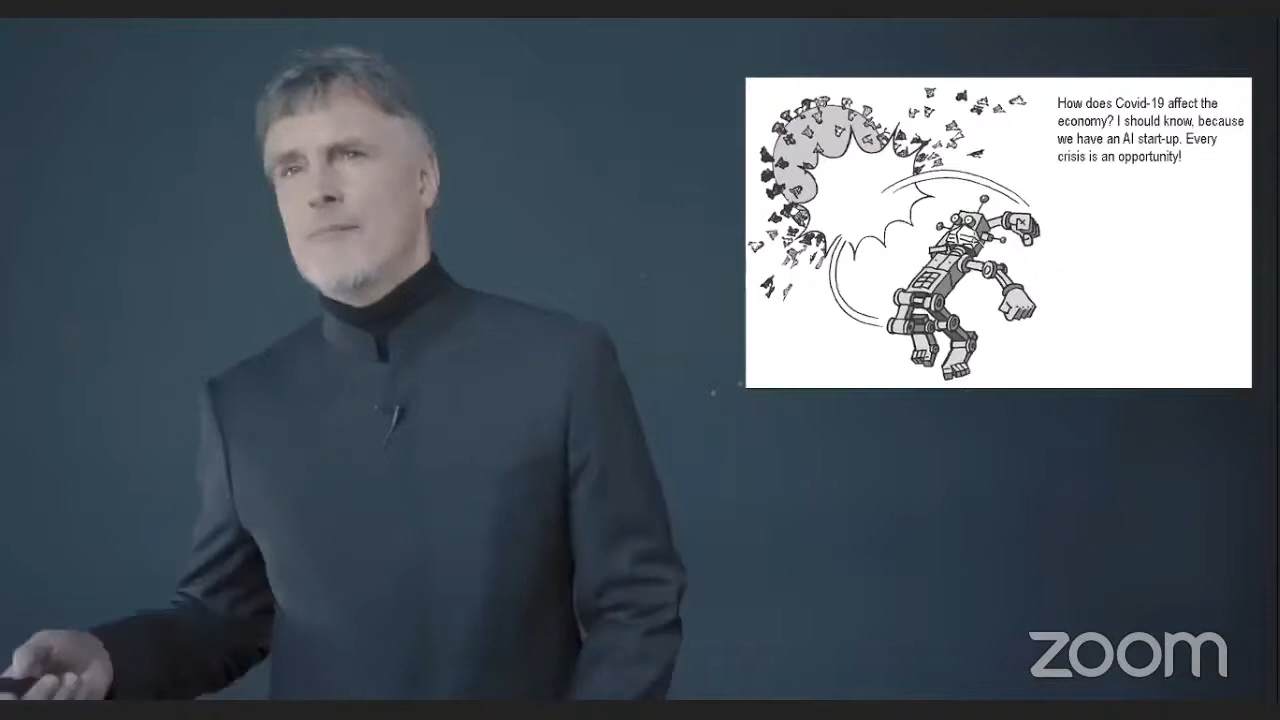 How does Covid-19 affect the
economy? I should know, because
we have an AI start-up. Every
crisis is an opportunity!
zoom